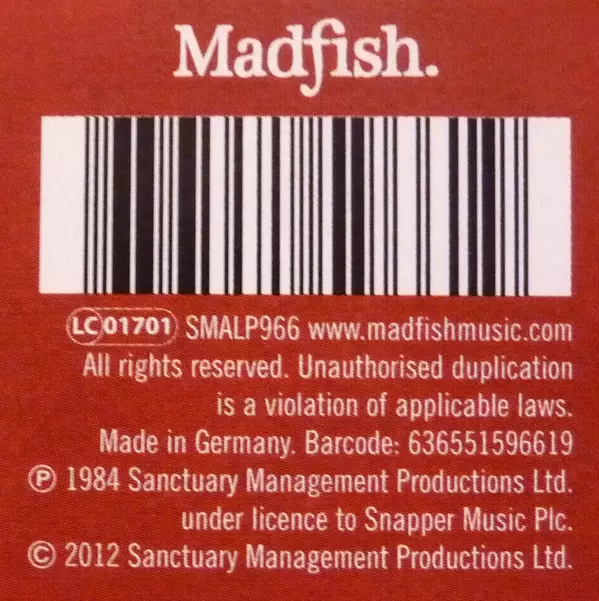 Madfish.
LC 01701 SMALP966 www.madfishmusic.com
All rights reserved. Unauthorised duplication
is a violation of applicable laws.
Made in Germany. Barcode: 636551596619
℗ 1984 Sanctuary Management Productions Ltd.
under licence to Snapper Music Plc.
© 2012 Sanctuary Management Productions Ltd.